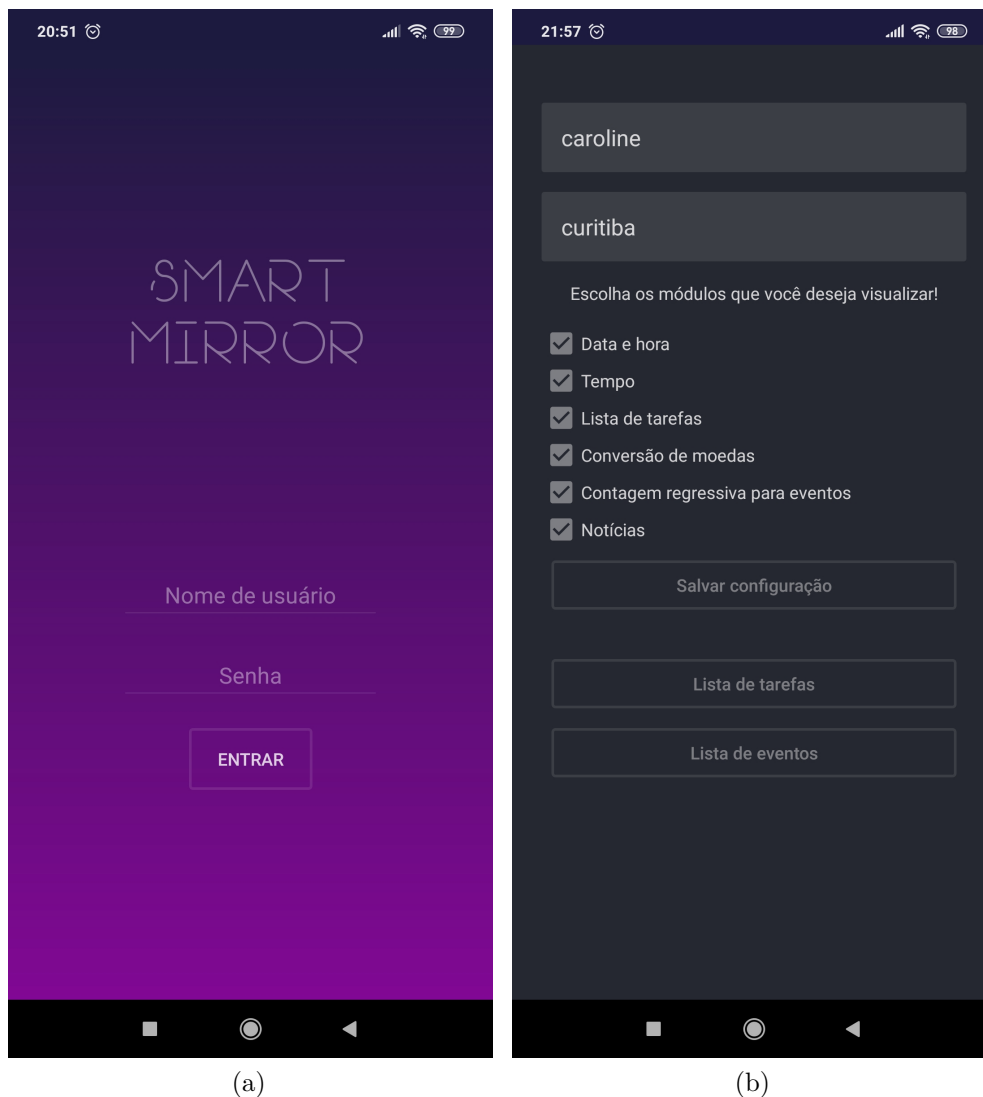 20:51
99
SMART
MIRROR
Nome de usuário
Senha
ENTRAR
(a)
21:57
98
caroline
curitiba
Escolha os módulos que você deseja visualizar!
Data e hora
Tempo
Lista de tarefas
Conversão de moedas
Contagem regressiva para eventos
Notícias
Salvar configuração
Lista de tarefas
Lista de eventos
(b)